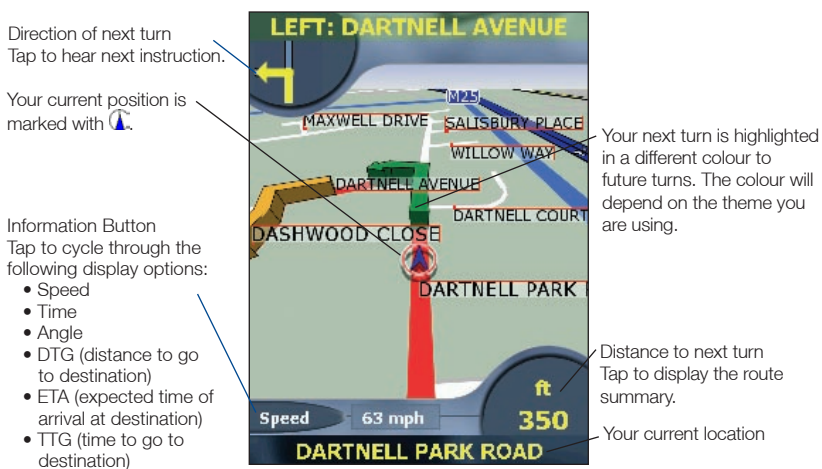 Direction of next turn
Tap to hear next instruction.
Your current position is
marked with .
Information Button
Tap to cycle through the
following display options:
• Speed
• Time
• Angle
• DTG (distance to go
to destination)
• ETA (expected time of
arrival at destination)
• TTG (time to go to
destination)
LEFT: DARTNELL AVENUE
M25
MAXWELL DRIVE
SALISBURY PLACE
WILLOW WAY
DARTNELL AVENUE
DARTNELL COURT
DASHWOOD CLOSE
DARTNELL PARK
ft
350
Speed
63 mph
DARTNELL PARK ROAD
Your next turn is highlighted
in a different colour to
future turns. The colour will
depend on the theme you
are using.
Distance to next turn
Tap to display the route
summary.
Your current location